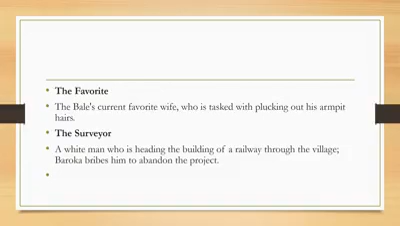 • The Favorite
• The Bale's current favorite wife, who is tasked with plucking out his armpit
hairs.
• The Surveyor
• A white man who is heading the building of a railway through the village;
Baroka bribes him to abandon the project.
•